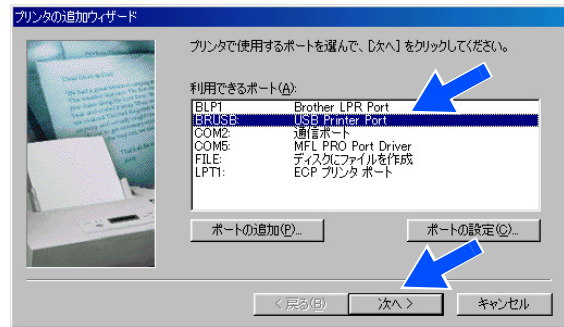 プリンタの追加ウィザード
プリンタで使用するポートを選んで、[次へ] をクリックしてください。
利用できるポート(A):
BLP1 Brother LPR Port
BRUSB: USB Printer Port
COM2: 通信ポート
COM5: MFL PRO Port Driver
FILE: ディスクにファイルを作成
LPT1: ECP プリンタ ポート
ポートの追加(P)... ポートの設定(C)...
< 戻る(B) 次へ > キャンセル